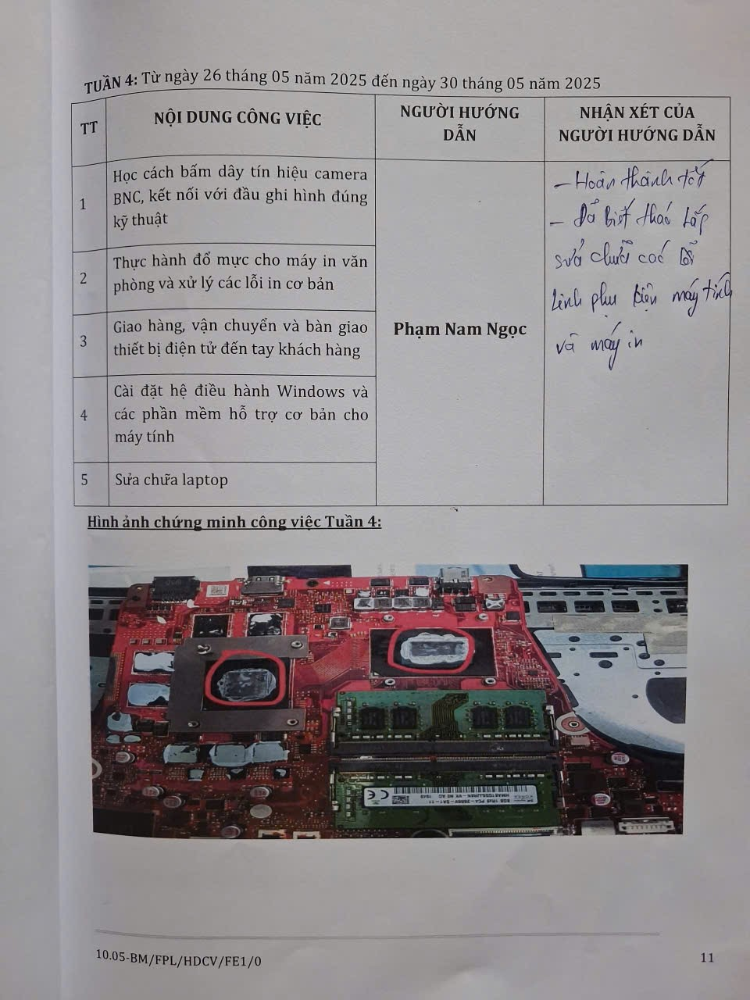 TUẦN 4: Từ ngày 26 tháng 05 năm 2025 đến ngày 30 tháng 05 năm 2025
TT
NỘI DUNG CÔNG VIỆC
NGƯỜI HƯỚNG
DẪN
NHẬN XÉT CỦA
NGƯỜI HƯỚNG DẪN
1
Học cách bấm dây tín hiệu camera
BNC, kết nối với đầu ghi hình đúng
kỹ thuật
2
Thực hành đổ mực cho máy in văn
phòng và xử lý các lỗi in cơ bản
3
Giao hàng, vận chuyển và bàn giao
thiết bị điện tử đến tay khách hàng
4
Cài đặt hệ điều hành Windows và
các phần mềm hỗ trợ cơ bản cho
máy tính
5
Sửa chữa laptop
Phạm Nam Ngọc
- Hoàn thành tốt
- Đã biết tháo lắp
sửa chữa các lỗi
linh phụ kiện máy tính
và máy in
Hình ảnh chứng minh công việc Tuần 4:
10.05-BM/FPL/HDCV/FE1/0
11